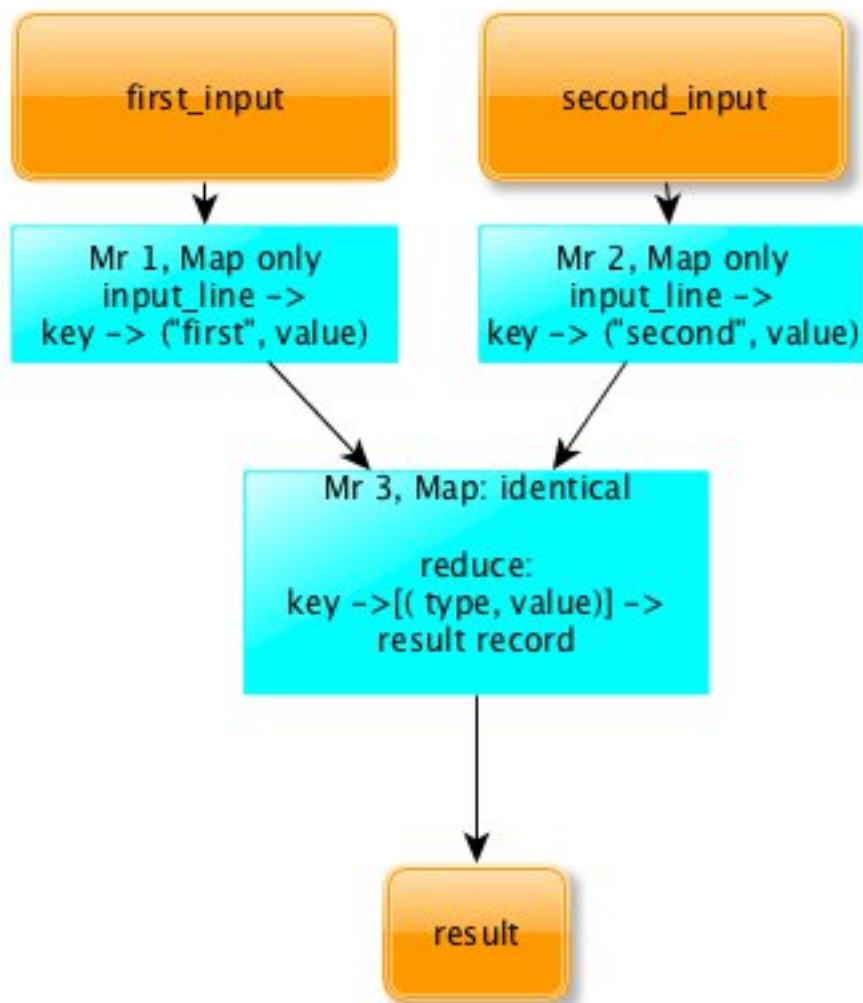 first_input
second_input
Mr 1, Map only
input_line ->
key -> ("first", value)
Mr 2, Map only
input_line ->
key -> ("second", value)
Mr 3, Map: identical
reduce:
key ->[( type, value)] ->
result record
result